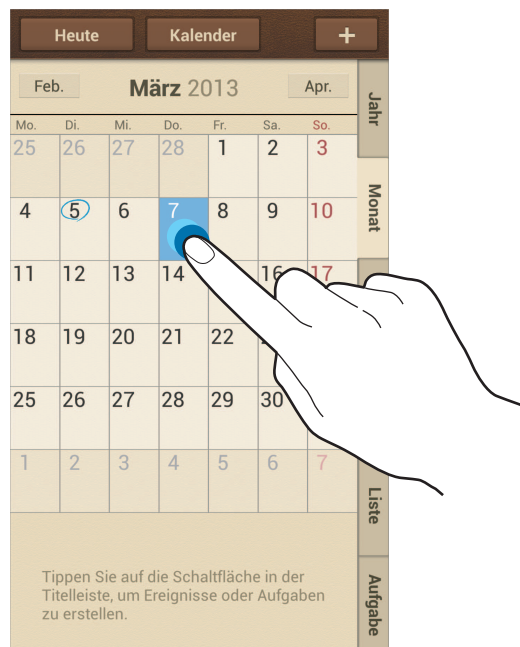 Heute Kalender +
Feb. März 2013 Apr.
Mo. Di. Mi. Do. Fr. Sa. So.
25 26 27 28 1 2 3
4 5 6 7 8 9 10
11 12 13 14 16 17
18 19 20 21 22
25 26 27 28 29 30
1 2 3 4 5 6 7
Tippen Sie auf die Schaltfläche in der
Titelleiste, um Ereignisse oder Aufgaben
zu erstellen.
Jahr
Monat
Liste
Aufgabe